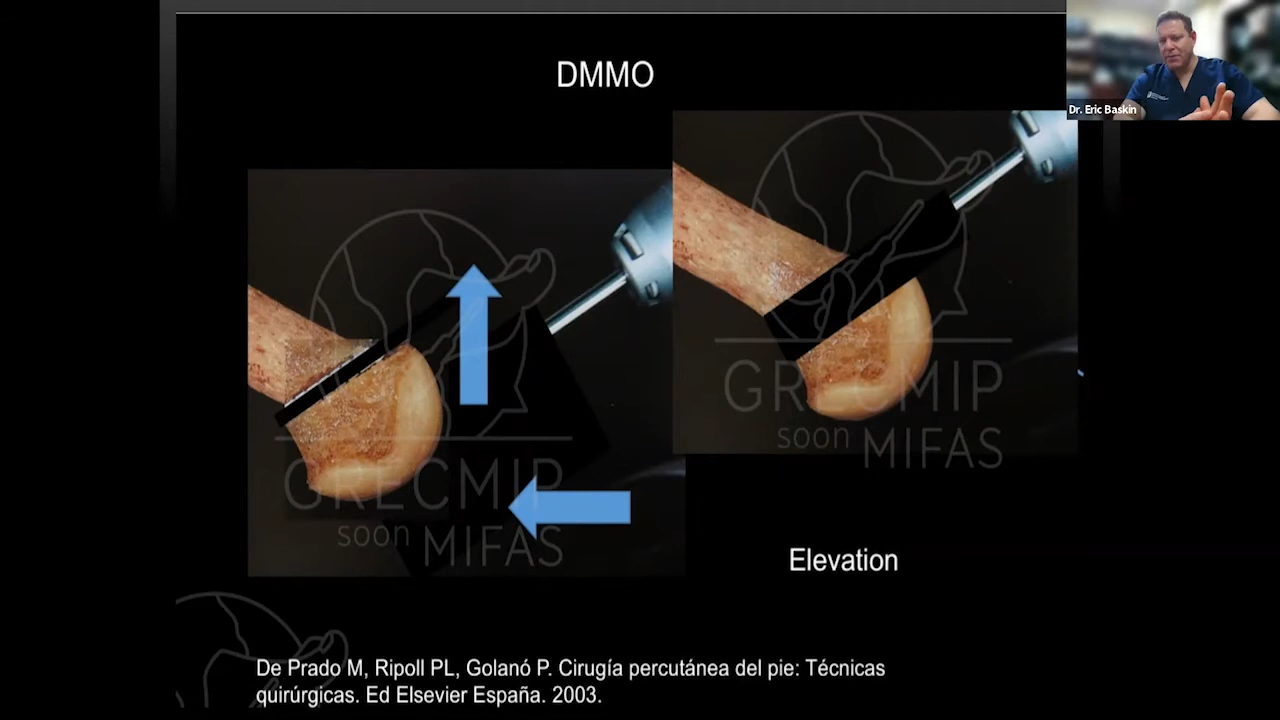 DMMO
Dr. Eric Baskin
GRECMIP
soon MIFAS
GRECMIP
soon MIFAS
Elevation
De Prado M, Ripoll PL, Golanó P. Cirugía percutánea del pie: Técnicas
quirúrgicas. Ed Elsevier España. 2003.